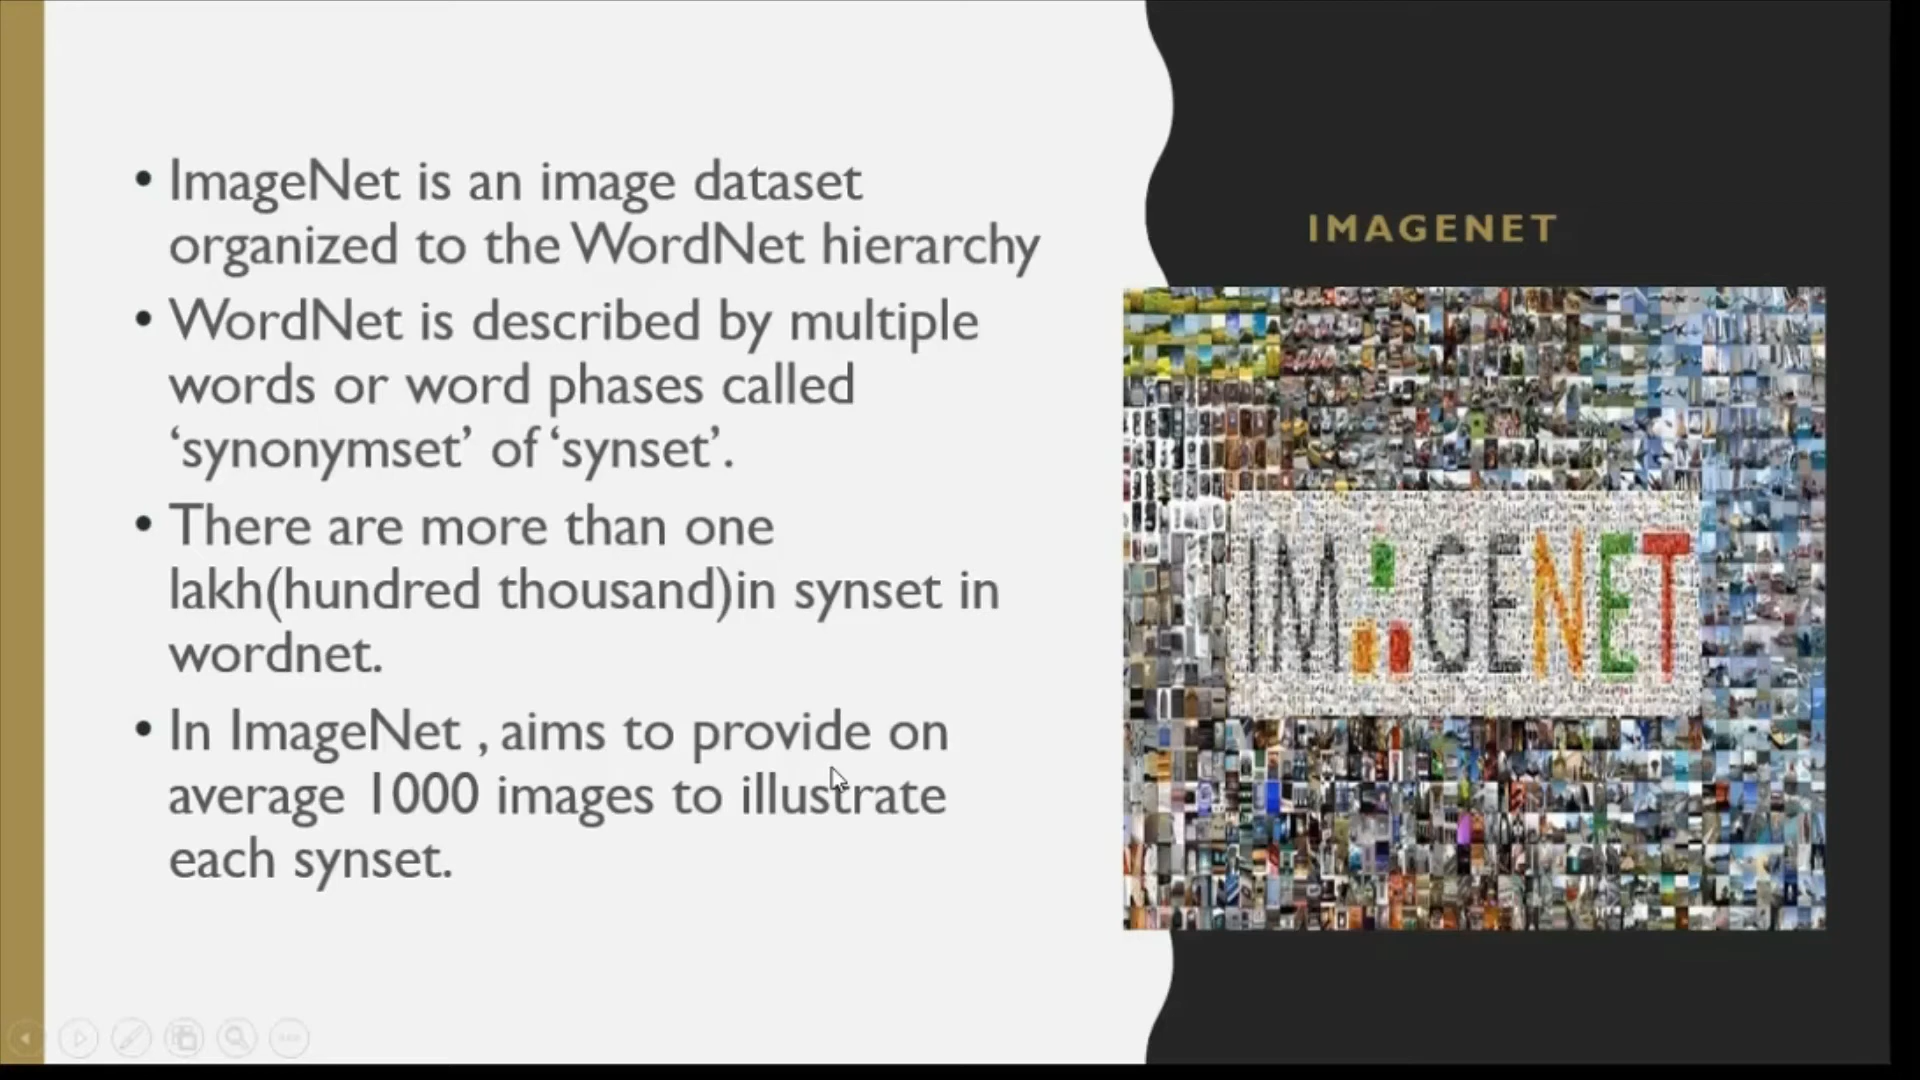 • ImageNet is an image dataset
organized to the WordNet hierarchy
• WordNet is described by multiple
words or word phases called
‘synonymset’ of ‘synset’.
• There are more than one
lakh(hundred thousand)in synset in
wordnet.
• In ImageNet , aims to provide on
average 1000 images to illustrate
each synset.
IMAGENET
IM GENET